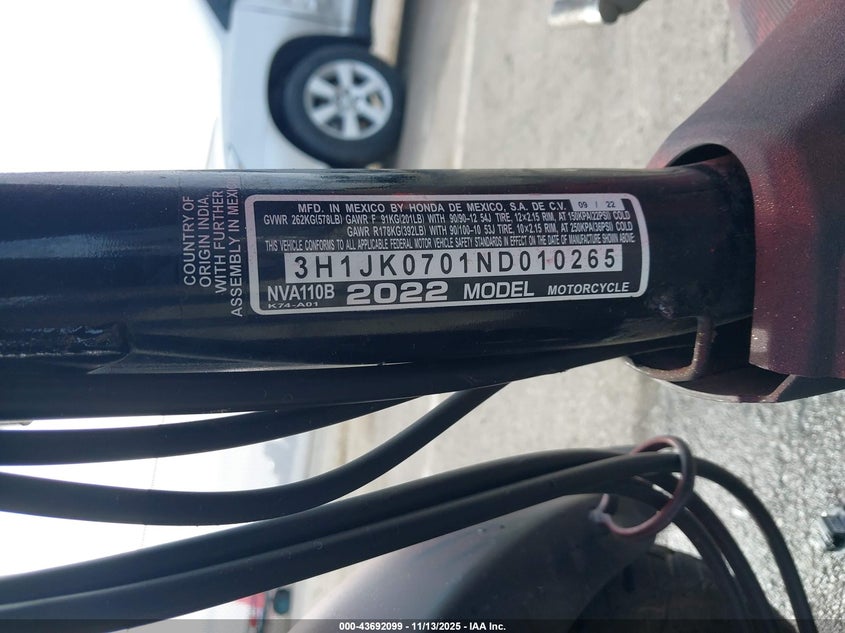 COUNTRY OF
ORIGIN INDIA,
WITH FURTHER
ASSEMBLY IN MEXICO
MFD. IN MEXICO BY HONDA DE MEXICO, S.A. DE C.V. 09 / 22
GVWR 262KG(578LB) GAWR F 91KG(201LB) WITH 90/90-12 54J TIRE, 12×2.15 RIM, AT 150KPA(22PSI) COLD
GAWR R178KG(392LB) WITH 90/100-10 53J TIRE, 10×2.15 RIM, AT 250KPA(36PSI) COLD
THIS VEHICLE CONFORMS TO ALL APPLICABLE FEDERAL MOTOR VEHICLE SAFETY STANDARDS IN EFFECT ON THE DATE OF MANUFACTURE SHOWN ABOVE.
3H1JK0701ND010265
NVA110B 2022 MODEL MOTORCYCLE
K74-A01
000-43692099 - 11/13/2025 - IAA Inc.